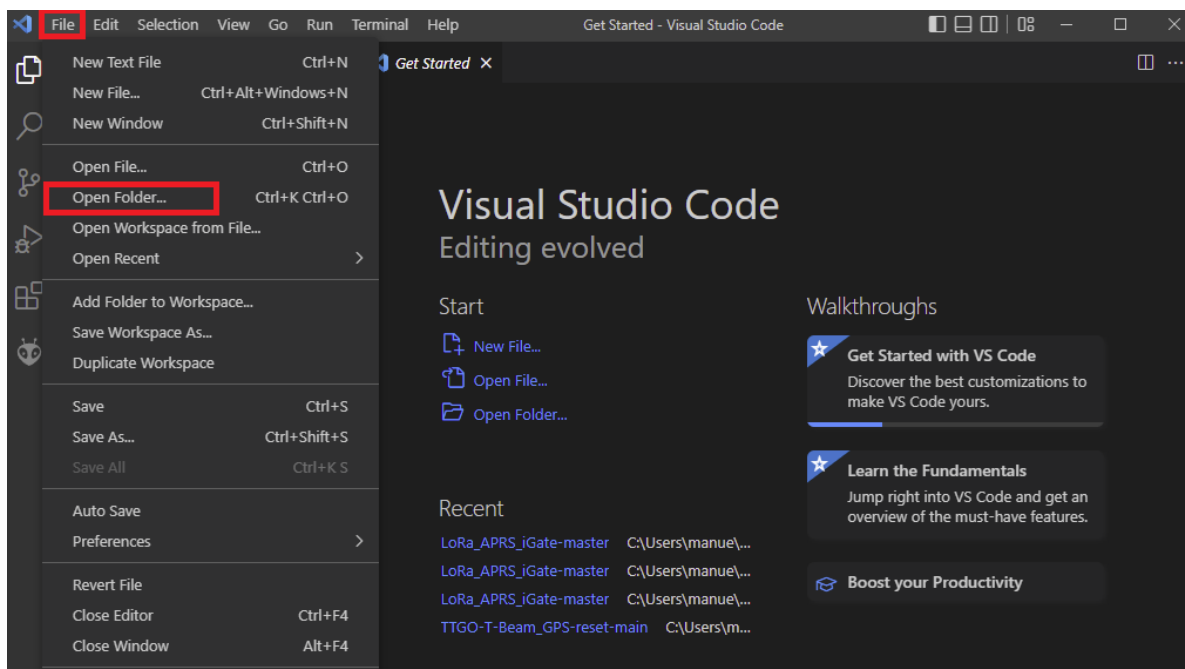 File Edit Selection View Go Run Terminal Help Get Started - Visual Studio Code
Get Started
New Text File Ctrl+N
New File... Ctrl+Alt+Windows+N
New Window Ctrl+Shift+N
Open File... Ctrl+O
Open Folder... Ctrl+K Ctrl+O
Open Workspace from File...
Open Recent
Add Folder to Workspace...
Save Workspace As...
Duplicate Workspace
Save Ctrl+S
Save As... Ctrl+Shift+S
Save All Ctrl+K S
Auto Save
Preferences
Revert File
Close Editor Ctrl+F4
Close Window Alt+F4
Visual Studio Code
Editing evolved
Start
New File...
Open File...
Open Folder...
Recent
LoRa_APRS_iGate-master C:\Users\manue\...
LoRa_APRS_iGate-master C:\Users\manue\...
LoRa_APRS_iGate-master C:\Users\manue\...
TTGO-T-Beam_GPS-reset-main C:\Users\m...
Walkthroughs
Get Started with VS Code
Discover the best customizations to
make VS Code yours.
Learn the Fundamentals
Jump right into VS Code and get an
overview of the must-have features.
Boost your Productivity